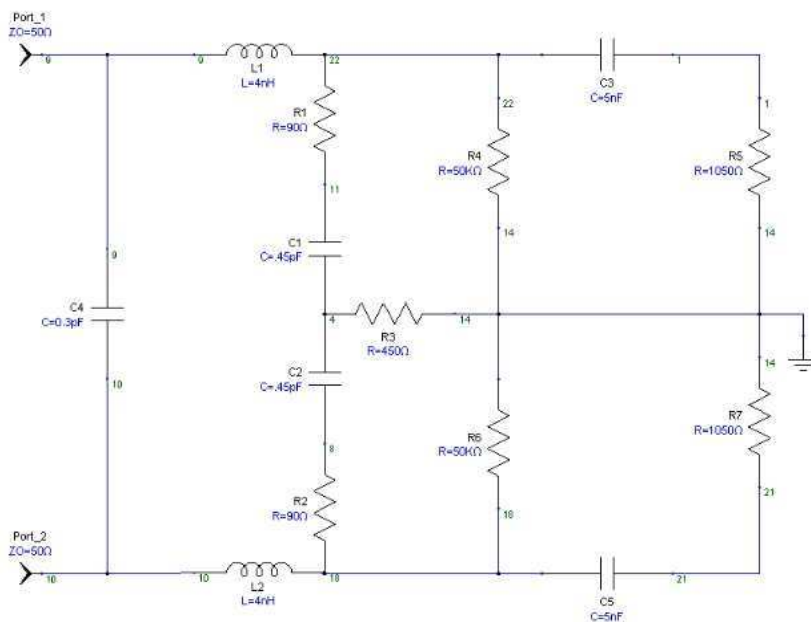 Port_1
ZO=50Ω
9
9
L1
L=4nH
22
C3
C=5nF
1
R1
R=90Ω
22
1
R4
R=50KΩ
R5
R=1050Ω
11
14
14
9
C1
C=.45pF
C4
C=0.3pF
4
R3
R=450Ω
14
14
10
C2
C=.45pF
R6
R=50KΩ
R7
R=1050Ω
8
R2
R=90Ω
18
21
Port_2
ZO=50Ω
10
10
L2
L=4nH
18
C5
C=5nF
21